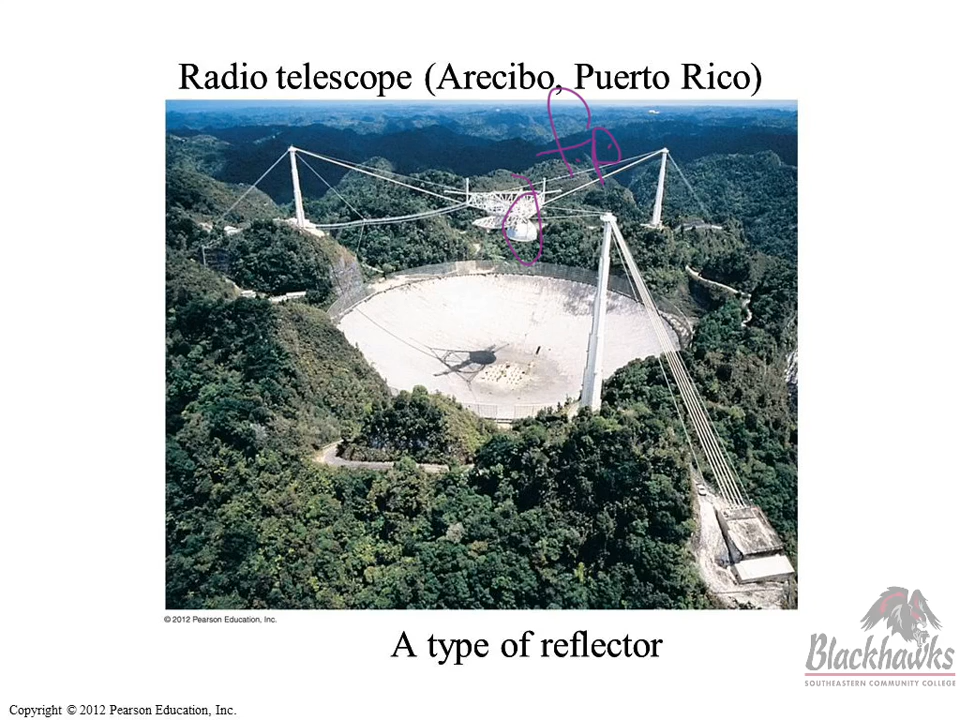 Radio telescope (Arecibo, Puerto Rico)
© 2012 Pearson Education, Inc.
A type of reflector
Blackhawks
SOUTHEASTERN COMMUNITY COLLEGE
Copyright © 2012 Pearson Education, Inc.